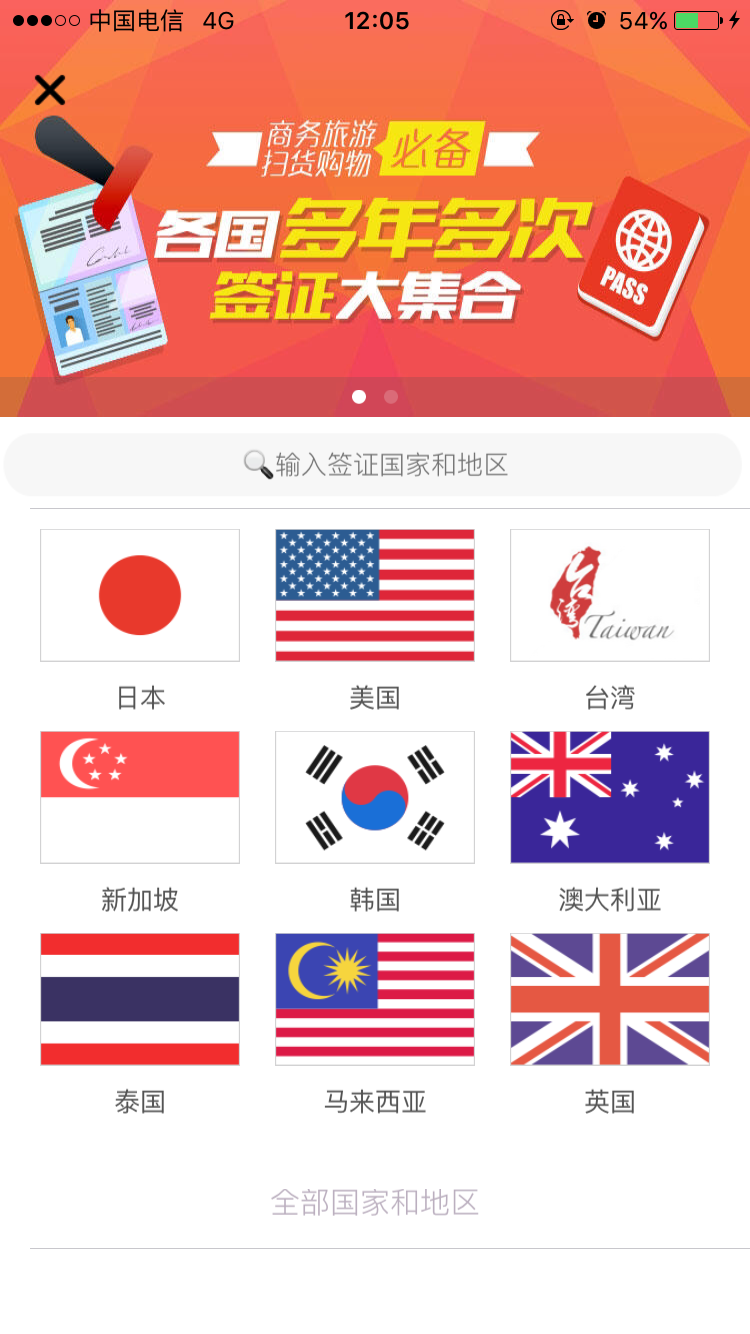 中国电信 4G 12:05 54%
商务旅游
扫货购物 必备
各国多年多次
签证大集合
PASS
输入签证国家和地区
台湾 Taiwan
日本 美国 台湾
新加坡 韩国 澳大利亚
泰国 马来西亚 英国
全部国家和地区